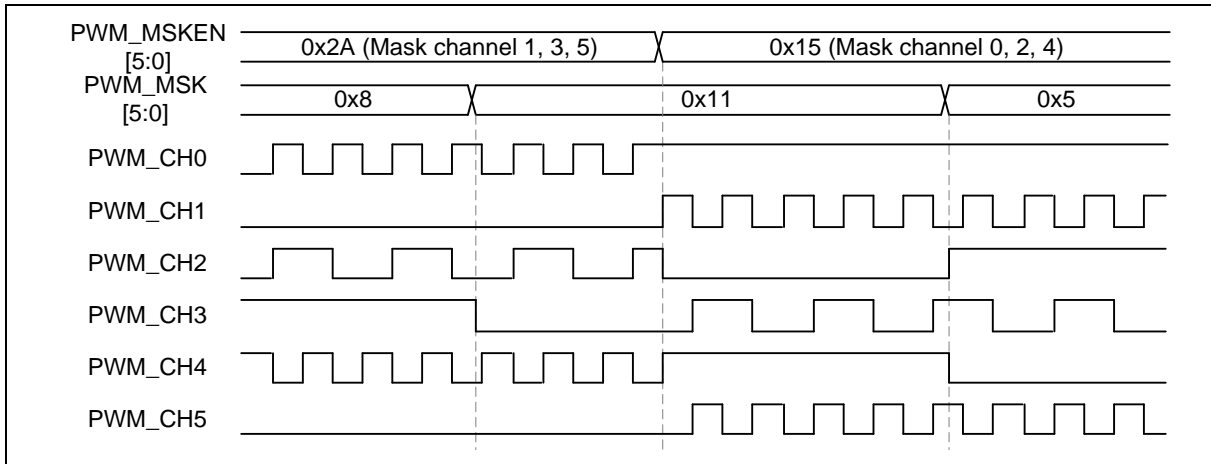 PWM_MSKEN
[5:0]
0x2A (Mask channel 1, 3, 5)
0x15 (Mask channel 0, 2, 4)
PWM_MSK
[5:0]
0x8
0x11
0x5
PWM_CH0
PWM_CH1
PWM_CH2
PWM_CH3
PWM_CH4
PWM_CH5